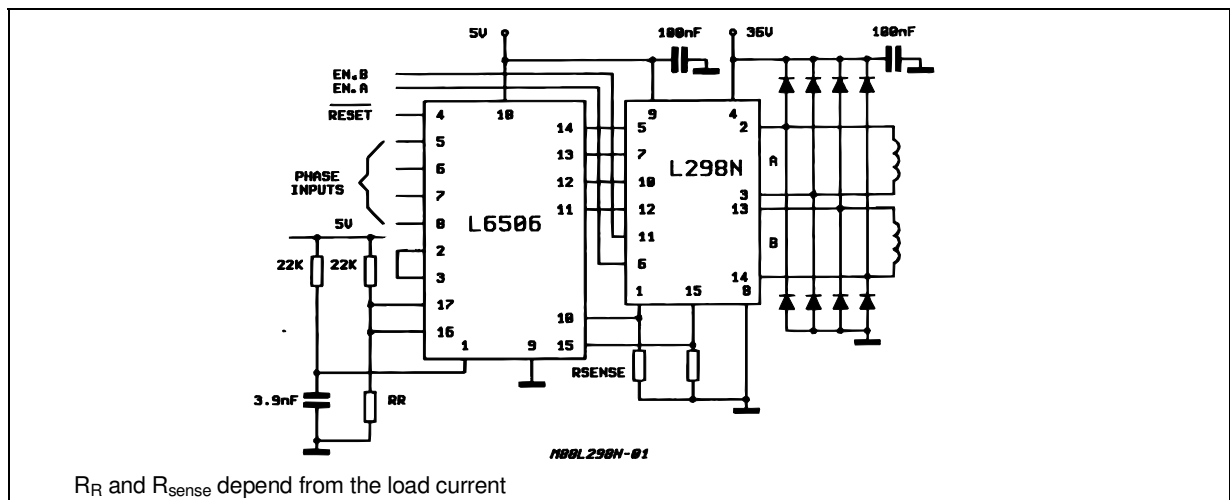 5V
100nF
36V
100nF
EN.B
EN.A
RESET
4
18
9
4
5
14
5
2
6
13
7
A
PHASE
INPUTS
7
12
10
L298N
3
8
11
12
13
L6506
5V
2
11
B
22K
22K
3
6
14
17
1
15
8
16
10
1
9
15
RSENSE
3.9nF
RR
M88L298N-01
RR and Rsense depend from the load current